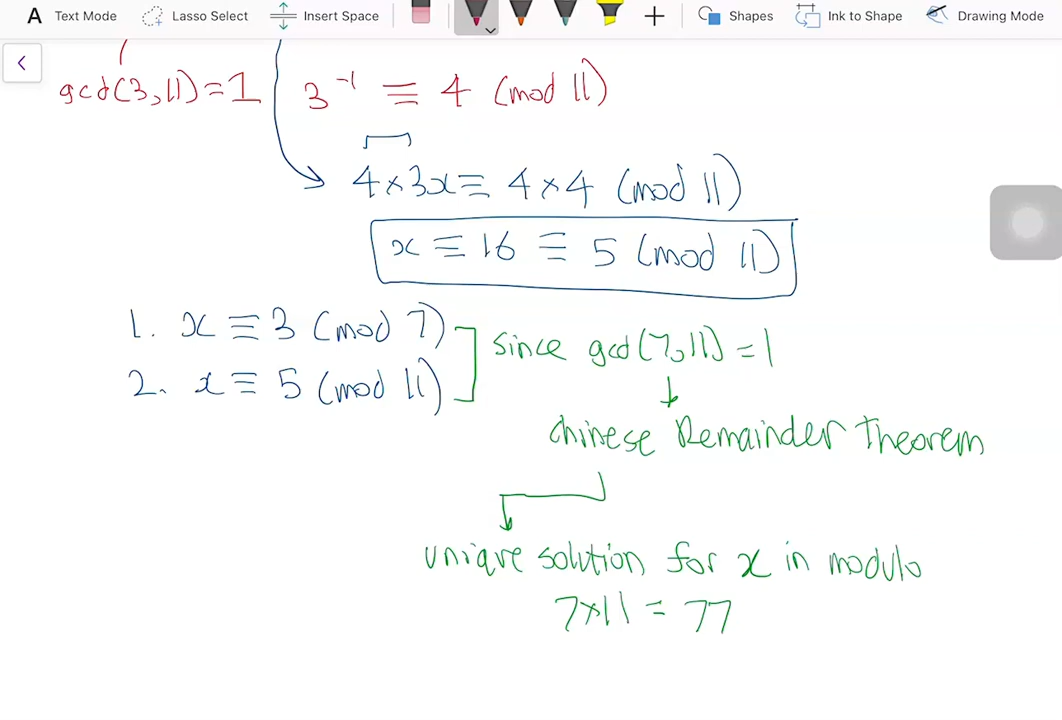 A Text Mode Lasso Select Insert Space Shapes Ink to Shape Drawing Mode
gcd(3,11)=1 3⁻¹ ≡ 4 (mod 11)
4×3x ≡ 4×4 (mod 11)
x ≡ 16 ≡ 5 (mod 11)
1. x ≡ 3 (mod 7)
2. x ≡ 5 (mod 11)
since gcd(7,11) = 1
Chinese Remainder Theorem
unique solution for x in modulo
7×11 = 77